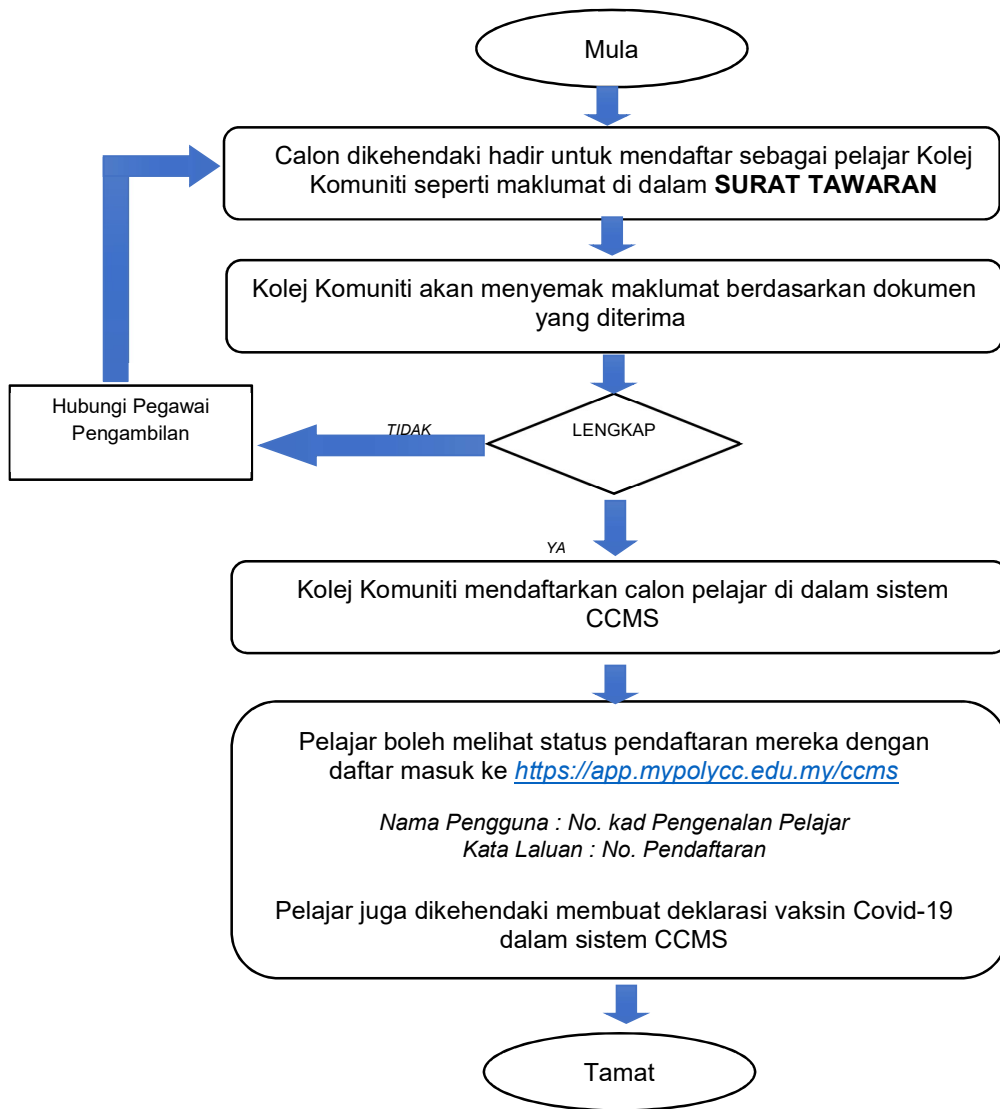 Mula
Calon dikehendaki hadir untuk mendaftar sebagai pelajar Kolej
Komuniti seperti maklumat di dalam SURAT TAWARAN
Kolej Komuniti akan menyemak maklumat berdasarkan dokumen
yang diterima
Hubungi Pegawai
Pengambilan
TIDAK
LENGKAP
YA
Kolej Komuniti mendaftarkan calon pelajar di dalam sistem
CCMS
Pelajar boleh melihat status pendaftaran mereka dengan
daftar masuk ke https://app.mypolycc.edu.my/ccms
Nama Pengguna : No. kad Pengenalan Pelajar
Kata Laluan : No. Pendaftaran
Pelajar juga dikehendaki membuat deklarasi vaksin Covid-19
dalam sistem CCMS
Tamat